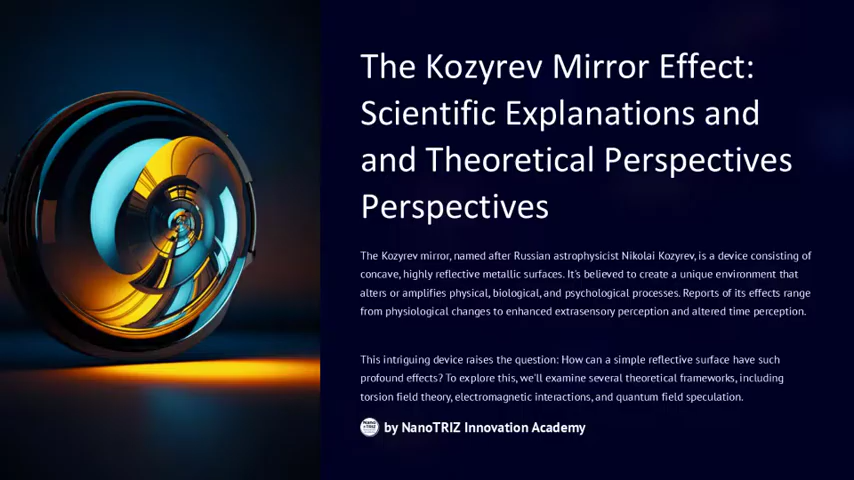 The Kozyrev Mirror Effect:
Scientific Explanations and
and Theoretical Perspectives
Perspectives
The Kozyrev mirror, named after Russian astrophysicist Nikolai Kozyrev, is a device consisting of
concave, highly reflective metallic surfaces. It's believed to create a unique environment that
alters or amplifies physical, biological, and psychological processes. Reports of its effects range
from physiological changes to enhanced extrasensory perception and altered time perception.
This intriguing device raises the question: How can a simple reflective surface have such
profound effects? To explore this, we'll examine several theoretical frameworks, including
torsion field theory, electromagnetic interactions, and quantum field speculation.
by NanoTRIZ Innovation Academy